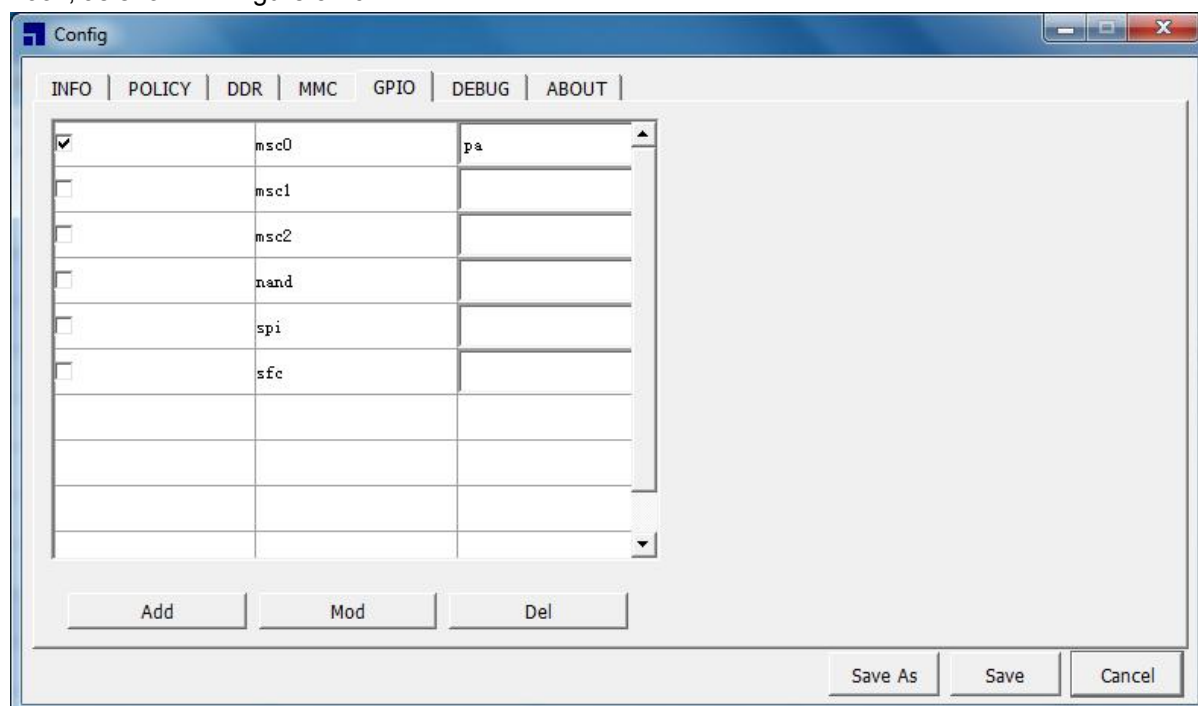 Config
INFO POLICY DDR MMC GPIO DEBUG ABOUT
msc0 pa
msc1
msc2
nand
spi
sfc
Add Mod Del
Save As Save Cancel